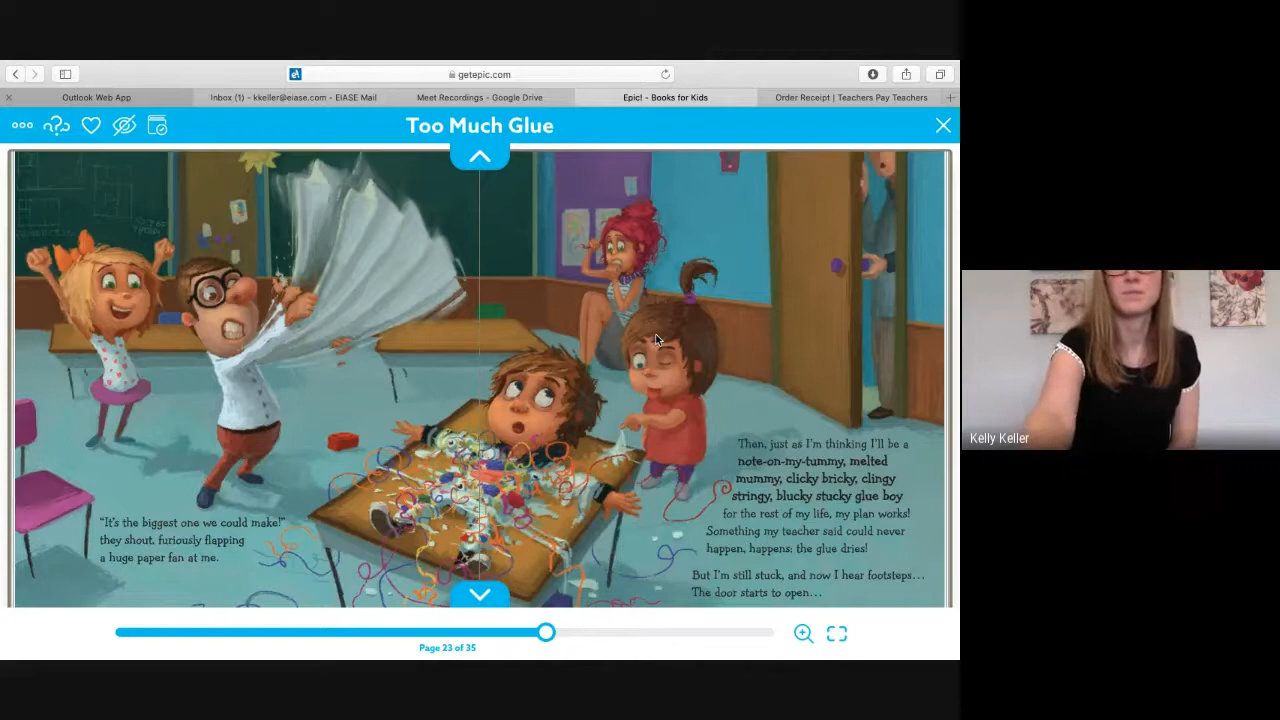 getepic.com
Outlook Web App
Inbox (1) - kkeller@eiase.com - EIASE Mail
Meet Recordings - Google Drive
Epic! - Books for Kids
Order Receipt | Teachers Pay Teachers
Too Much Glue
"It's the biggest one we could make!"
they shout, furiously flapping
a huge paper fan at me.
Then, just as I'm thinking I'll be a
note-on-my-tummy, melted
mummy, clicky bricky, clingy
stringy, blucky stucky glue boy
for the rest of my life, my plan works!
Something my teacher said could never
happen, happens: the glue dries!
But I'm still stuck, and now I hear footsteps...
The door starts to open...
Page 23 of 35
Kelly Keller